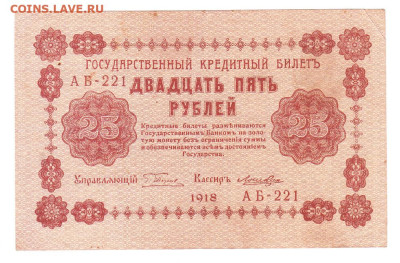 COINS.ЛАВЕ.RU
ГОСУДАРСТВЕННЫЙ КРЕДИТНЫЙ БИЛЕТЪ
АБ-221
ДВАДЦАТЬ ПЯТЬ
РУБЛЕЙ
25
25
Кредитные билеты размѣниваются
Государственнымъ Банкомъ на золо-
тую монету безъ ограниченія суммы
и обезпечиваются всѣмъ достояніемъ
Государства.
Управляющій
Кассиръ
1918
АБ-221